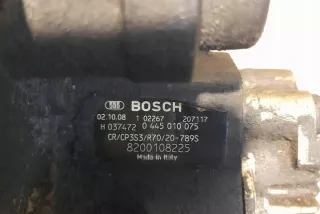 BOSCH
02.10.08 1 02267 207117
H 037472 0 445 010 075
CR/CP3S3/R70/20-789S
8200108225
Made in Italy